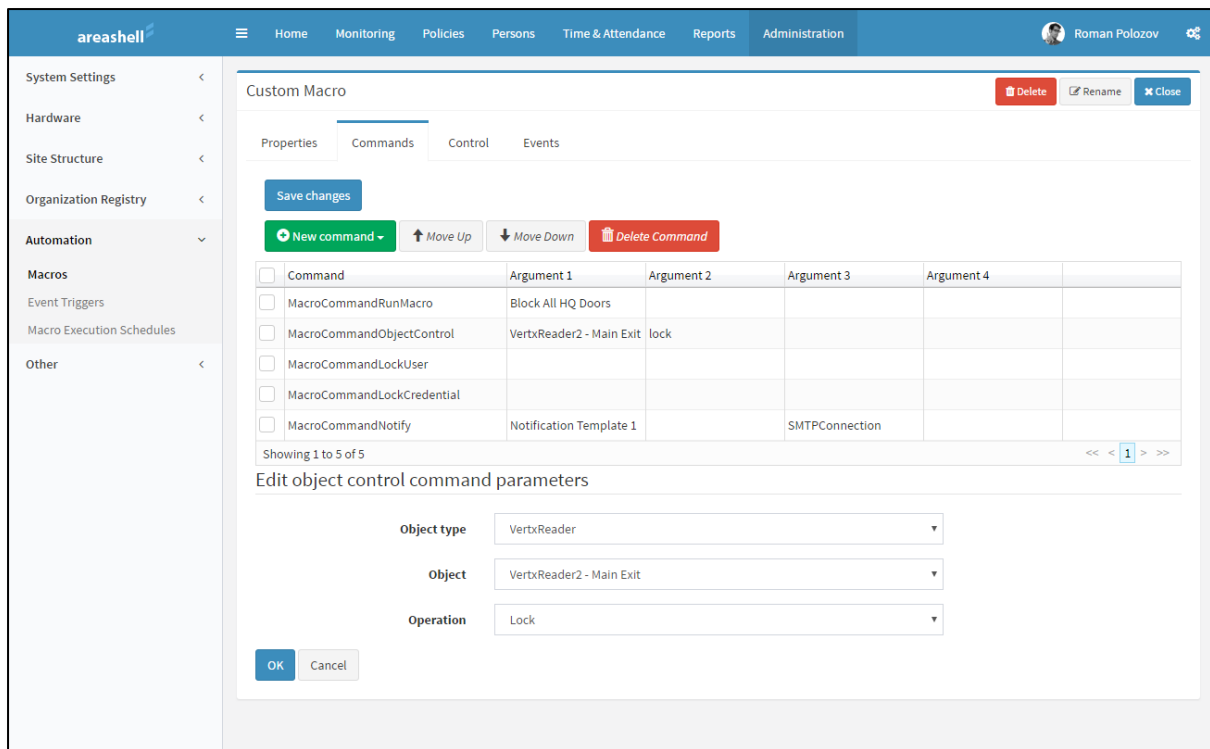 areashell Home Monitoring Policies Persons Time & Attendance Reports Administration Roman Polozov
System Settings
Hardware
Site Structure
Organization Registry
Automation
Macros
Event Triggers
Macro Execution Schedules
Other
Custom Macro Delete Rename Close
Properties Commands Control Events
Save changes
New command Move Up Move Down Delete Command
Command Argument 1 Argument 2 Argument 3 Argument 4
MacroCommandRunMacro Block All HQ Doors
MacroCommandObjectControl VertxReader2 - Main Exit lock
MacroCommandLockUser
MacroCommandLockCredential
MacroCommandNotify Notification Template 1 SMTPConnection
Showing 1 to 5 of 5 << < 1 > >>
Edit object control command parameters
Object type VertxReader
Object VertxReader2 - Main Exit
Operation Lock
OK Cancel